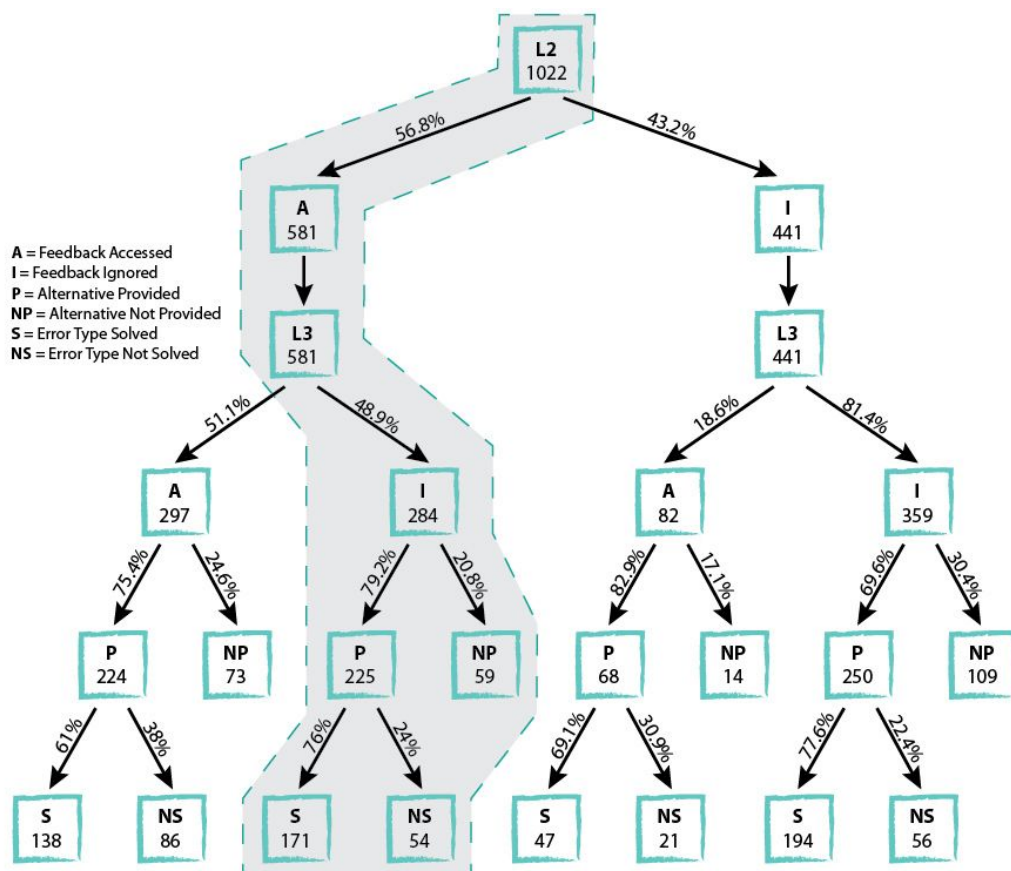 L2
1022
56.8%
43.2%
A
581
I
441
A = Feedback Accessed
I = Feedback Ignored
P = Alternative Provided
NP = Alternative Not Provided
S = Error Type Solved
NS = Error Type Not Solved
L3
581
L3
441
51.1%
48.9%
18.6%
81.4%
A
297
I
284
A
82
I
359
75.4%
24.6%
79.2%
20.8%
82.9%
17.1%
69.6%
30.4%
P
224
NP
73
P
225
NP
59
P
68
NP
14
P
250
NP
109
61%
38%
76%
24%
69.1%
30.9%
77.6%
22.4%
S
138
NS
86
S
171
NS
54
S
47
NS
21
S
194
NS
56